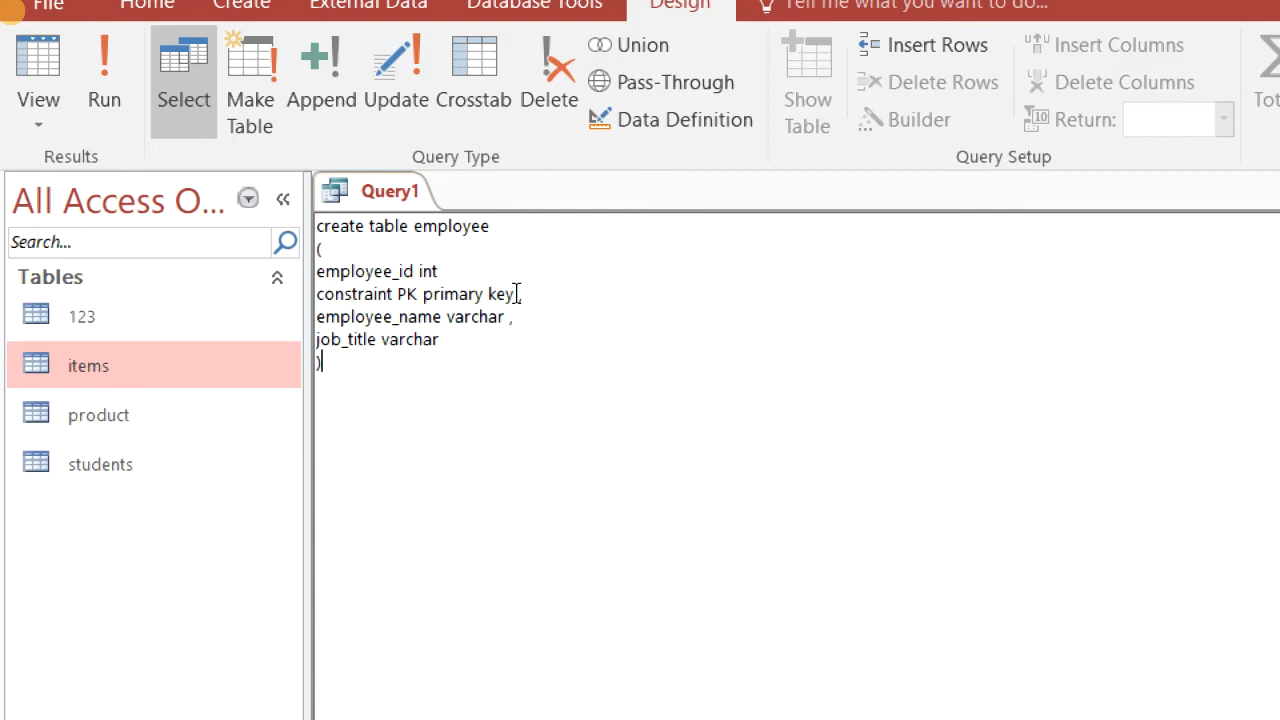 File Home Create External Data Database Tools Design Tell me what you want to do...
View Run Select Make Table Append Update Crosstab Delete
Union
Pass-Through
Data Definition
Show Table
Insert Rows
Delete Rows
Builder
Insert Columns
Delete Columns
Return:
Results Query Type Query Setup
All Access O...
Search...
Tables
123
items
product
students
Query1
create table employee
(
employee_id int
constraint PK primary key,
employee_name varchar ,
job_title varchar
)